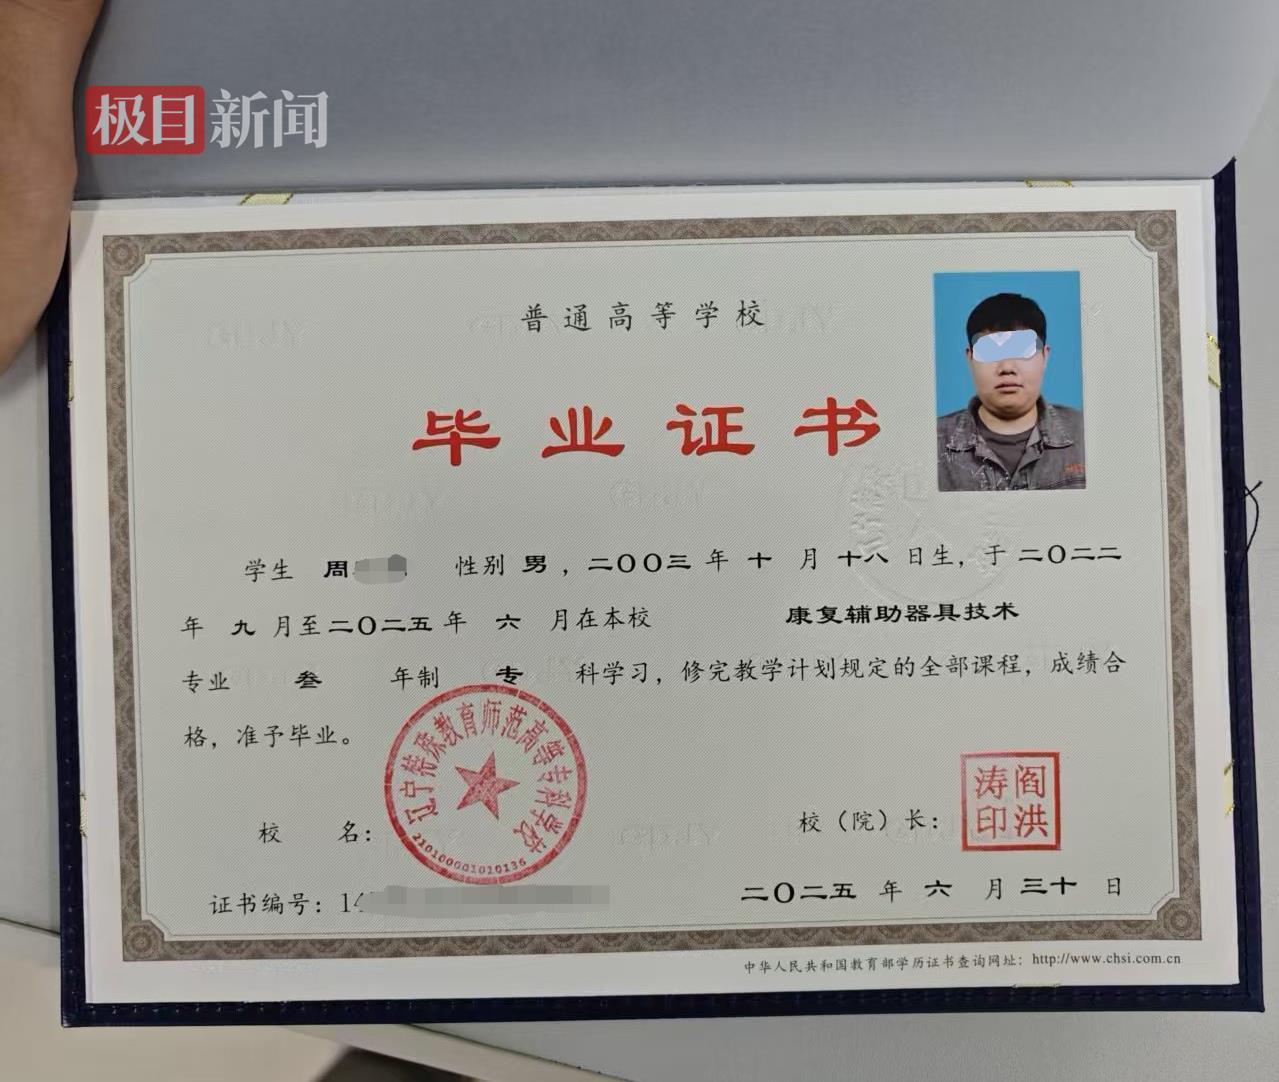 极目新闻
普通高等学校
毕业证书
学生 周 性别 男，二〇〇三 年 十 月 十八 日生，于 二〇二二
年 九 月至 二〇二五 年 六 月在本校 康复辅助器具技术
专业 叁 年制 专 科学习，修完教学计划规定的全部课程，成绩合
格，准予毕业。
辽宁特殊教育师范高等专科学校
210100001010136
校 名：
校（院）长：
阎洪涛印
证书编号：14
二〇二五 年 六 月 三十 日
中华人民共和国教育部学历证书查询网址：http://www.chsi.com.cn